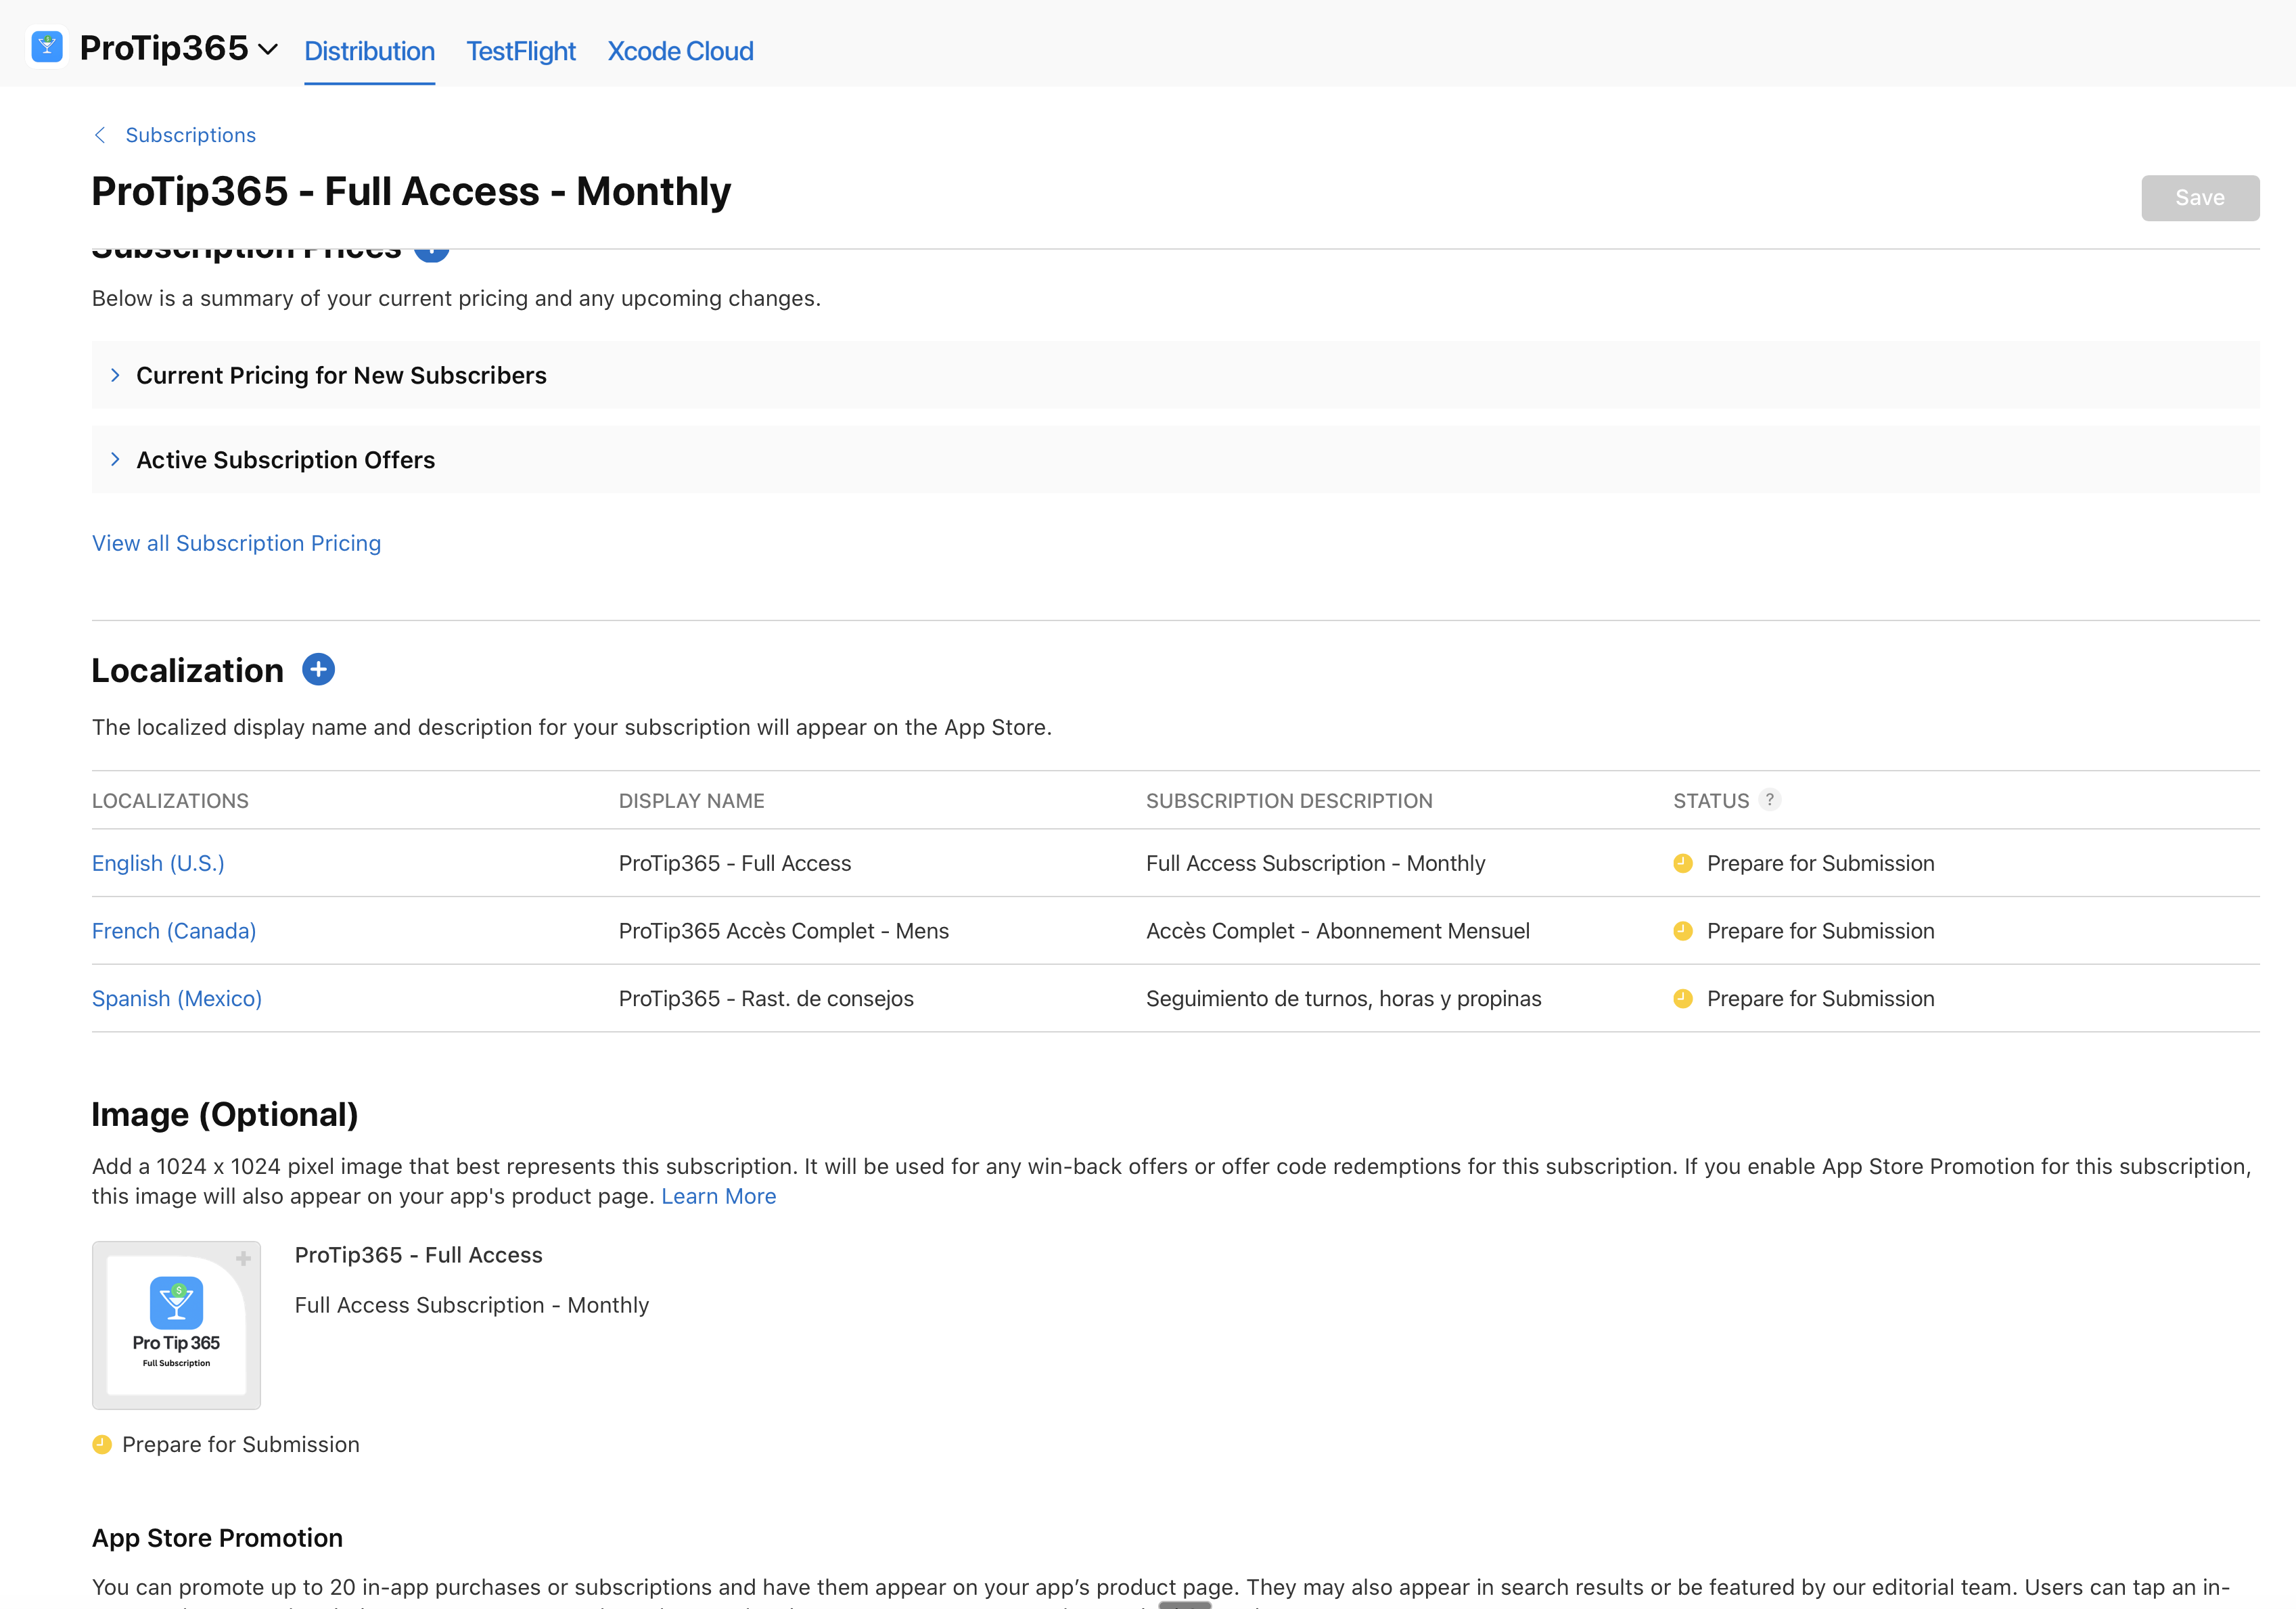 ProTip365
Distribution
TestFlight
Xcode Cloud
Subscriptions
ProTip365 - Full Access - Monthly
Save
Subscription Prices
Below is a summary of your current pricing and any upcoming changes.
Current Pricing for New Subscribers
Active Subscription Offers
View all Subscription Pricing
Localization
The localized display name and description for your subscription will appear on the App Store.
LOCALIZATIONS DISPLAY NAME SUBSCRIPTION DESCRIPTION STATUS ?
English (U.S.) ProTip365 - Full Access Full Access Subscription - Monthly Prepare for Submission
French (Canada) ProTip365 Accès Complet - Mens Accès Complet - Abonnement Mensuel Prepare for Submission
Spanish (Mexico) ProTip365 - Rast. de consejos Seguimiento de turnos, horas y propinas Prepare for Submission
Image (Optional)
Add a 1024 x 1024 pixel image that best represents this subscription. It will be used for any win-back offers or offer code redemptions for this subscription. If you enable App Store Promotion for this subscription,
this image will also appear on your app's product page. Learn More
$
Pro Tip 365
Full Subscription
ProTip365 - Full Access
Full Access Subscription - Monthly
Prepare for Submission
App Store Promotion
You can promote up to 20 in-app purchases or subscriptions and have them appear on your app’s product page. They may also appear in search results or be featured by our editorial team. Users can tap an in-